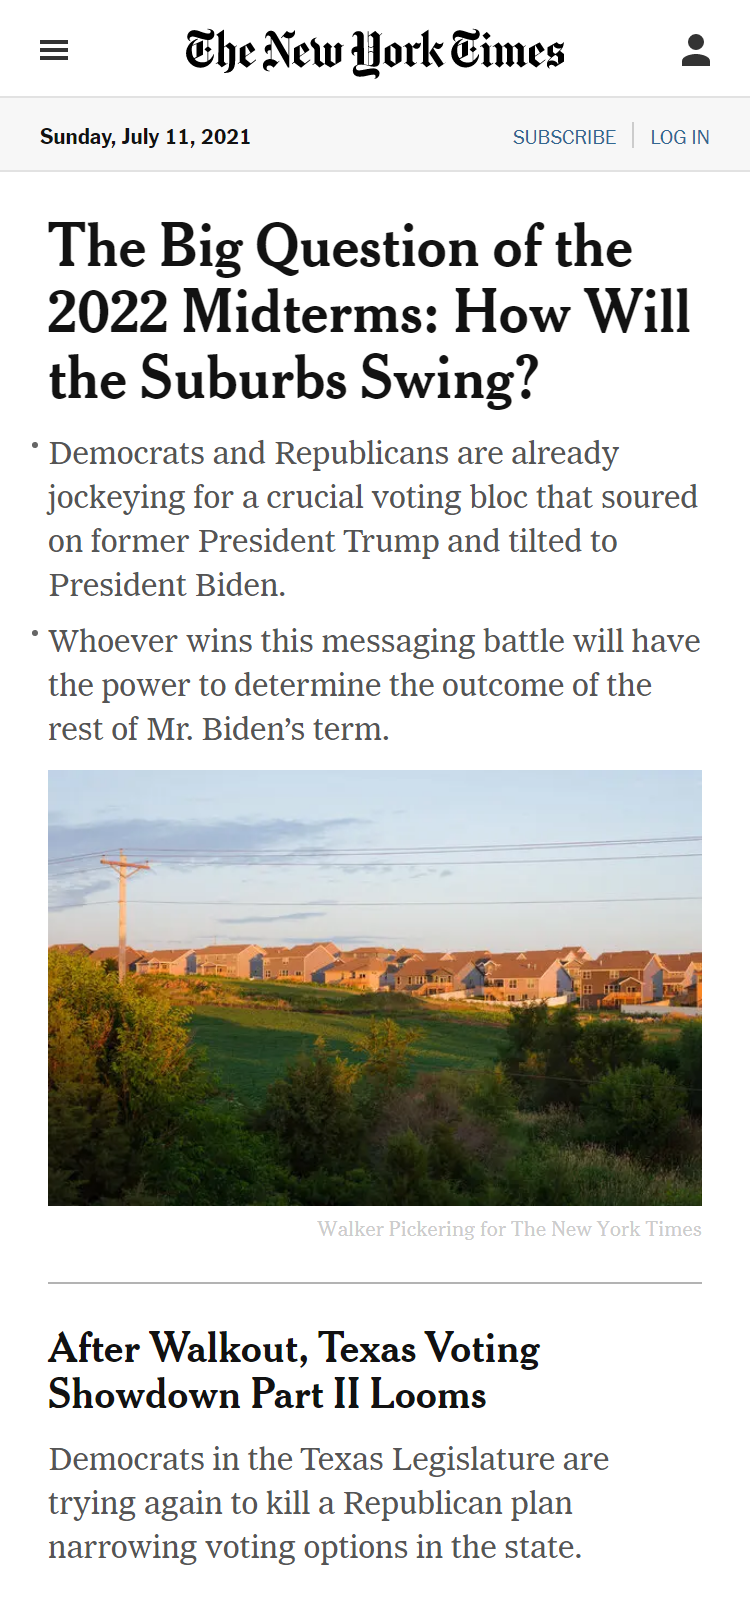 The New York Times
Sunday, July 11, 2021
SUBSCRIBE
LOG IN
The Big Question of the
2022 Midterms: How Will
the Suburbs Swing?
• Democrats and Republicans are already
jockeying for a crucial voting bloc that soured
on former President Trump and tilted to
President Biden.
• Whoever wins this messaging battle will have
the power to determine the outcome of the
rest of Mr. Biden’s term.
Walker Pickering for The New York Times
After Walkout, Texas Voting
Showdown Part II Looms
Democrats in the Texas Legislature are
trying again to kill a Republican plan
narrowing voting options in the state.